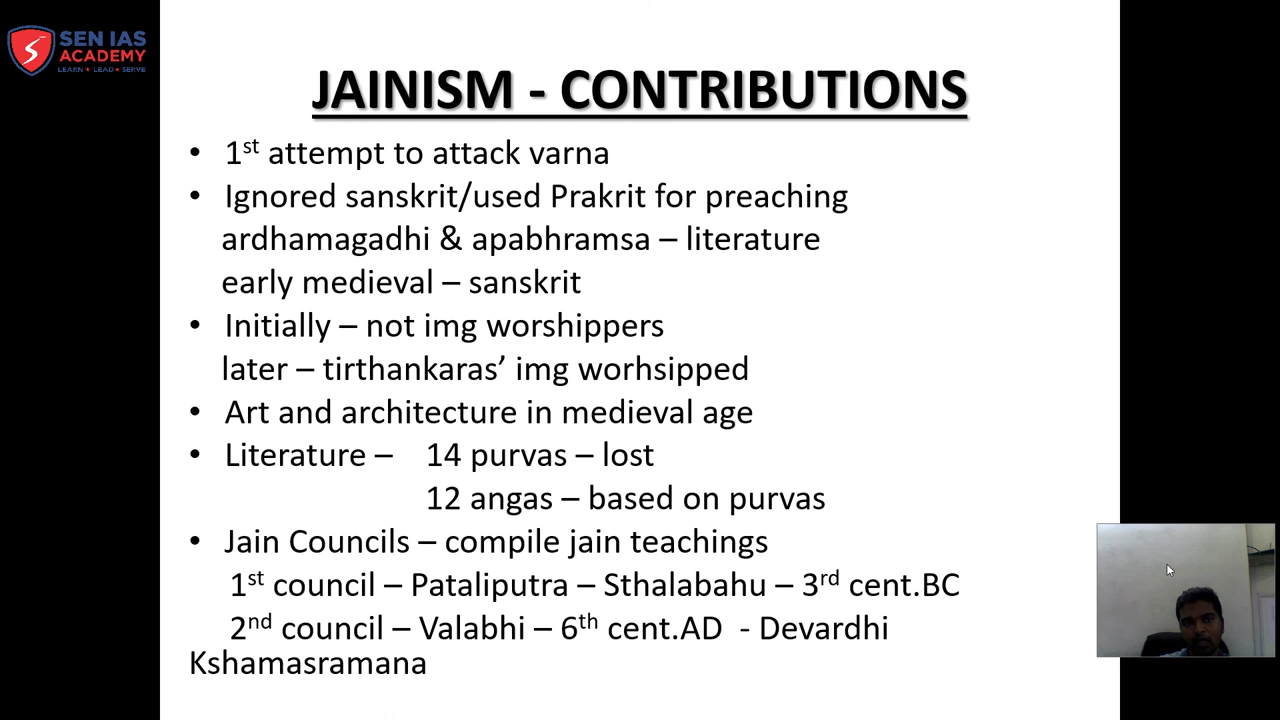 SEN IAS
ACADEMY
LEARN ★ LEAD ★ SERVE
JAINISM - CONTRIBUTIONS
• 1st attempt to attack varna
• Ignored sanskrit/used Prakrit for preaching
ardhamagadhi & apabhramsa – literature
early medieval – sanskrit
• Initially – not img worshippers
later – tirthankaras’ img worhsipped
• Art and architecture in medieval age
• Literature – 14 purvas – lost
12 angas – based on purvas
• Jain Councils – compile jain teachings
1st council – Pataliputra – Sthalabahu – 3rd cent.BC
2nd council – Valabhi – 6th cent.AD - Devardhi
Kshamasramana